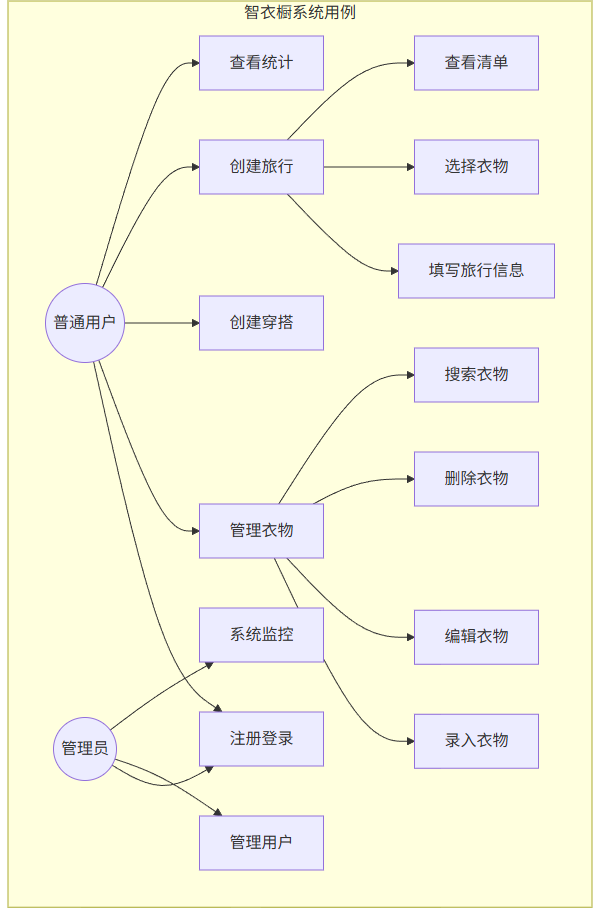 智衣橱系统用例
查看统计
查看清单
创建旅行
选择衣物
填写旅行信息
普通用户
创建穿搭
搜索衣物
删除衣物
管理衣物
系统监控
编辑衣物
管理员
注册登录
录入衣物
管理用户